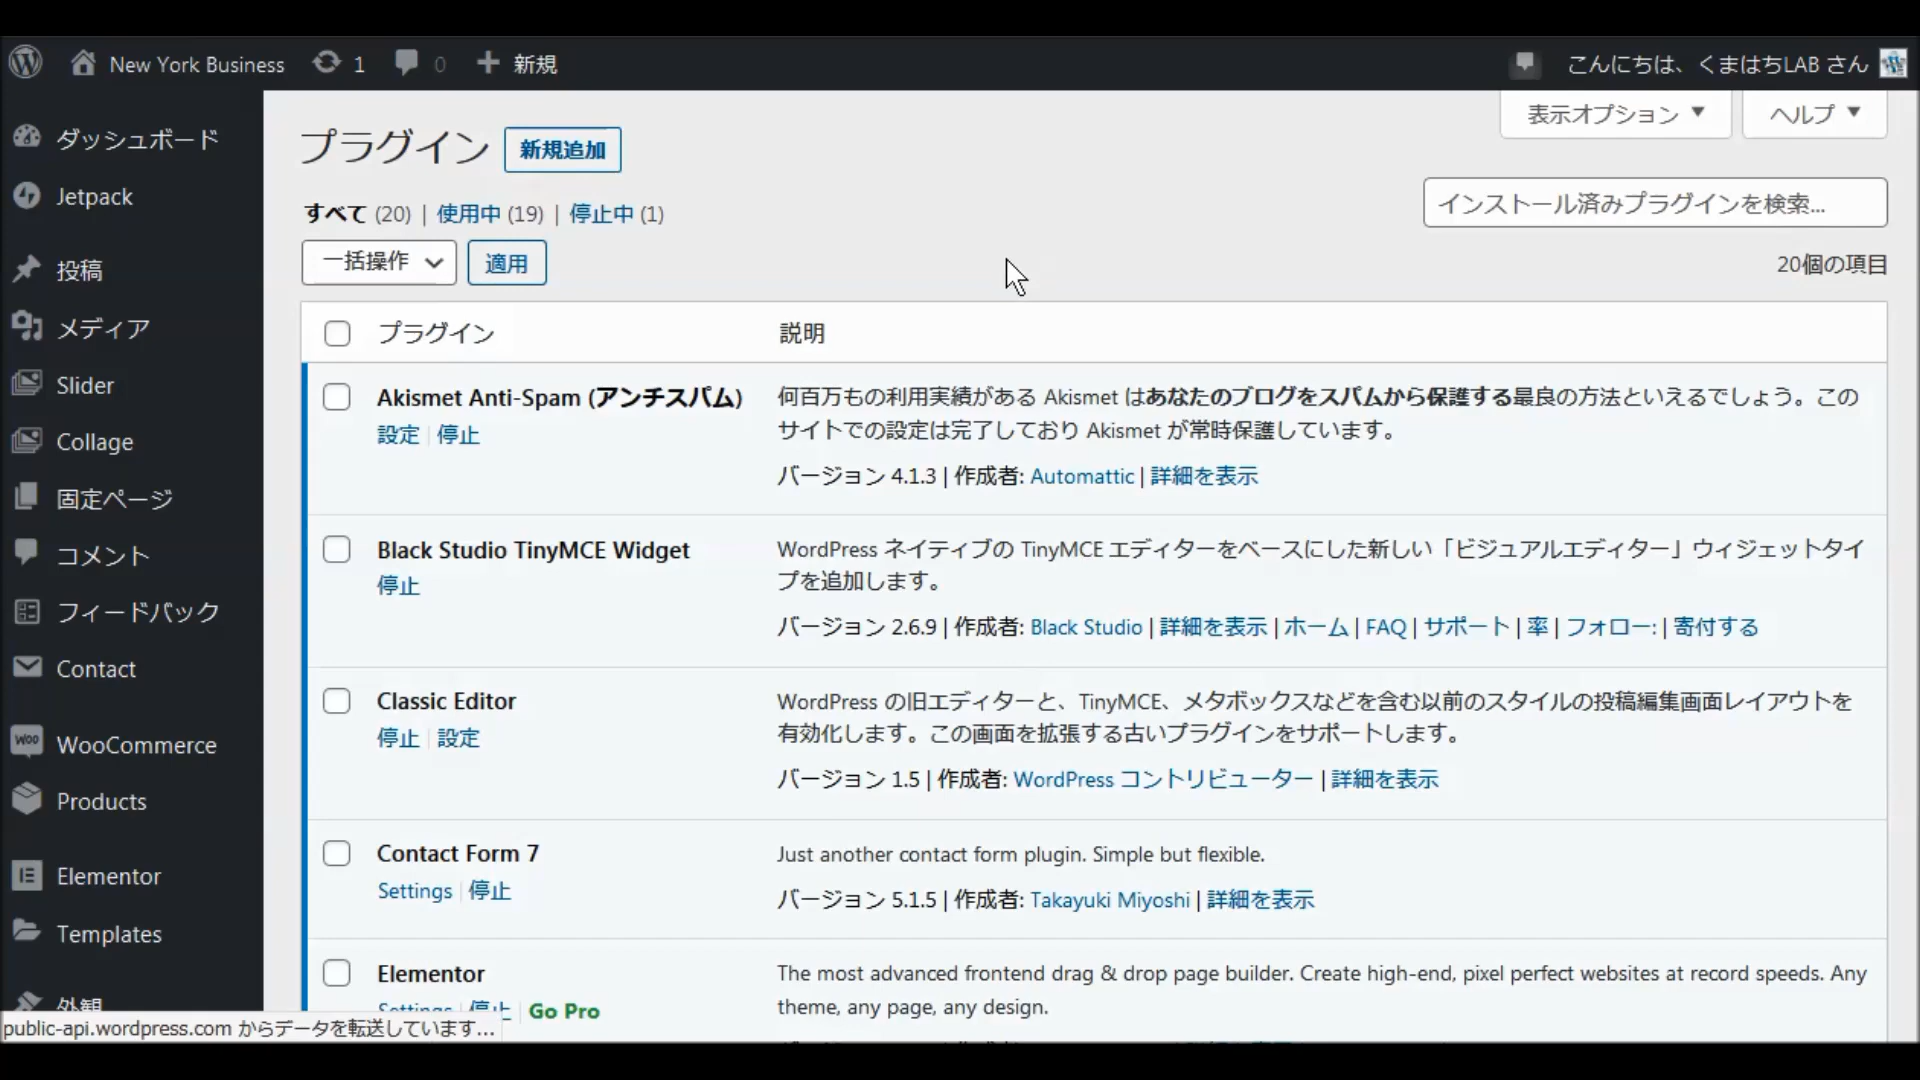 New York Business 1 0 新規 こんにちは、くまはちLAB さん
表示オプション ▼ ヘルプ ▼
ダッシュボード
Jetpack
投稿
メディア
Slider
Collage
固定ページ
コメント
フィードバック
Contact
WooCommerce
Products
Elementor
Templates
外観
プラグイン 新規追加
すべて (20) | 使用中 (19) | 停止中 (1)
インストール済みプラグインを検索...
一括操作 適用
20個の項目
プラグイン 説明
Akismet Anti-Spam (アンチスパム)
設定 | 停止
何百万もの利用実績がある Akismet はあなたのブログをスパムから保護する最良の方法といえるでしょう。この
サイトでの設定は完了しており Akismet が常時保護しています。
バージョン 4.1.3 | 作成者: Automattic | 詳細を表示
Black Studio TinyMCE Widget
停止
WordPress ネイティブの TinyMCE エディターをベースにした新しい「ビジュアルエディター」ウィジェットタイ
プを追加します。
バージョン 2.6.9 | 作成者: Black Studio | 詳細を表示 | ホーム | FAQ | サポート | 率 | フォロー: | 寄付する
Classic Editor
停止 | 設定
WordPress の旧エディターと、TinyMCE、メタボックスなどを含む以前のスタイルの投稿編集画面レイアウトを
有効化します。この画面を拡張する古いプラグインをサポートします。
バージョン 1.5 | 作成者: WordPress コントリビューター | 詳細を表示
Contact Form 7
Settings | 停止
Just another contact form plugin. Simple but flexible.
バージョン 5.1.5 | 作成者: Takayuki Miyoshi | 詳細を表示
Elementor
Settings | 停止 | Go Pro
The most advanced frontend drag & drop page builder. Create high-end, pixel perfect websites at record speeds. Any
theme, any page, any design.
public-api.wordpress.com からデータを転送しています...